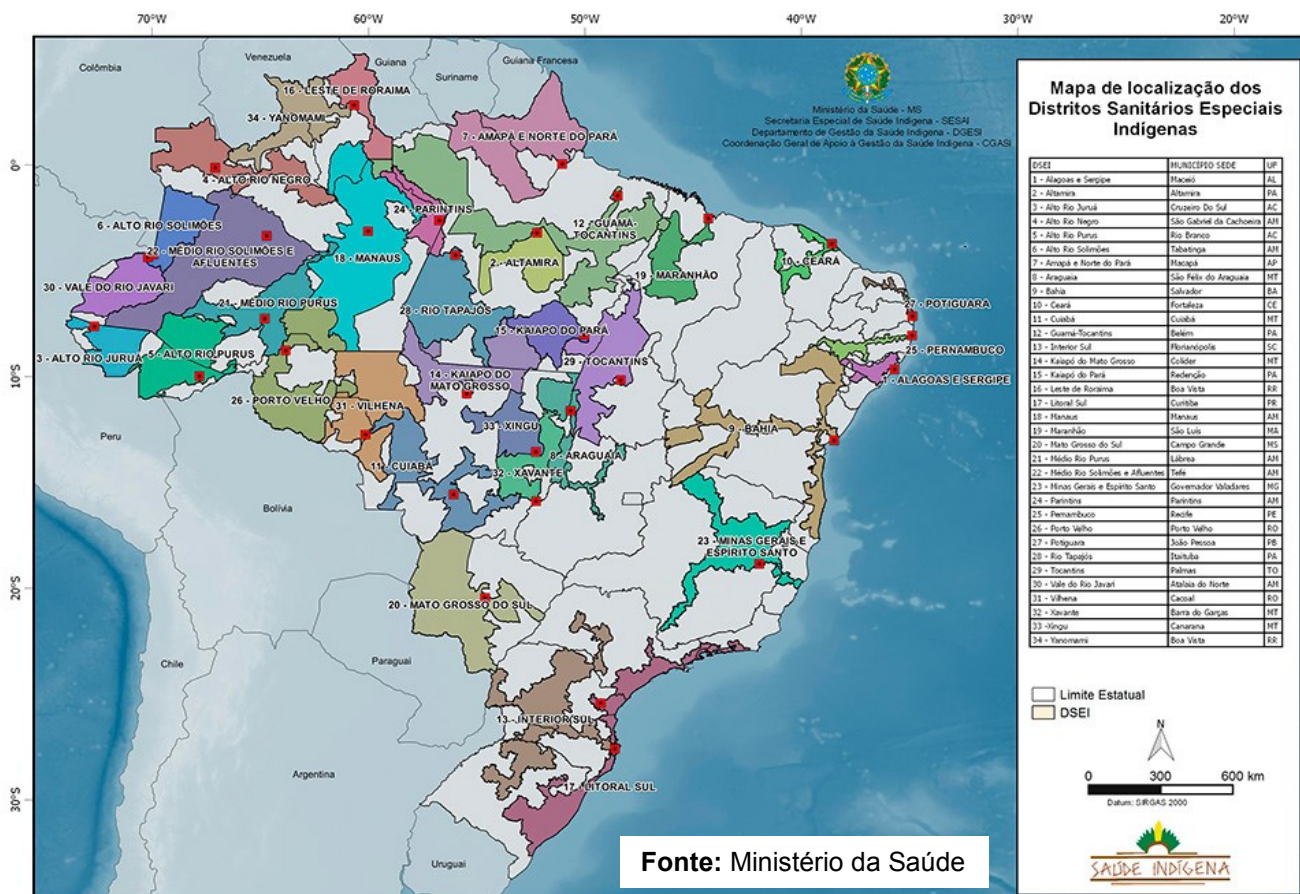 70°W 60°W 50°W 40°W 30°W 20°W
Colômbia
Venezuela
Guiana
Suriname
Guiana Francesa
Peru
Bolívia
Chile
Paraguai
Argentina
Uruguai
0°
10°S
20°S
30°S
Ministério da Saúde - MS
Secretaria Especial de Saúde Indígena - SESAI
Departamento de Gestão da Saúde Indígena - DGESI
Coordenação Geral de Apoio à Gestão da Saúde Indígena - CGASI
16 - LESTE DE RORAIMA
34 - YANOMAMI
7 - AMAPÁ E NORTE DO PARÁ
4 - ALTO RIO NEGRO
24 - PARINTINS
6 - ALTO RIO SOLIMÕES
12 - GUAMÁ-
TOCANTINS
22 - MÉDIO RIO SOLIMÕES E
AFLUENTES
18 - MANAUS
2 - ALTAMIRA
10 - CEARÁ
19 - MARANHÃO
30 - VALE DO RIO JAVARI
21 - MÉDIO RIO PURUS
28 - RIO TAPAJÓS
27 - POTIGUARA
15 - KAIAPÓ DO PARÁ
3 - ALTO RIO JURUÁ
5 - ALTO RIO PURUS
29 - TOCANTINS
25 - PERNAMBUCO
14 - KAIAPÓ DO
MATO GROSSO
1 - ALAGOAS E SERGIPE
26 - PORTO VELHO
31 - VILHENA
33 - XINGU
9 - BAHIA
8 - ARAGUAIA
11 - CUIABÁ
32 - XAVANTE
23 - MINAS GERAIS E
ESPÍRITO SANTO
20 - MATO GROSSO DO SUL
13 - INTERIOR SUL
17 - LITORAL SUL
Mapa de localização dos
Distritos Sanitários Especiais
Indígenas
DSEI MUNICÍPIO SEDE UF
1 - Alagoas e Sergipe Maceió AL
2 - Altamira Altamira PA
3 - Alto Rio Juruá Cruzeiro Do Sul AC
4 - Alto Rio Negro São Gabriel da Cachoeira AM
5 - Alto Rio Purus Rio Branco AC
6 - Alto Rio Solimões Tabatinga AM
7 - Amapá e Norte do Pará Macapá AP
8 - Araguaia São Félix do Araguaia MT
9 - Bahia Salvador BA
10 - Ceará Fortaleza CE
11 - Cuiabá Cuiabá MT
12 - Guamá-Tocantins Belém PA
13 - Interior Sul Florianópolis SC
14 - Kaiapó do Mato Grosso Colíder MT
15 - Kaiapó do Pará Redenção PA
16 - Leste de Roraima Boa Vista RR
17 - Litoral Sul Curitiba PR
18 - Manaus Manaus AM
19 - Maranhão São Luís MA
20 - Mato Grosso do Sul Campo Grande MS
21 - Médio Rio Purus Lábrea AM
22 - Médio Rio Solimões e Afluentes Tefé AM
23 - Minas Gerais e Espírito Santo Governador Valadares MG
24 - Parintins Parintins AM
25 - Pernambuco Recife PE
26 - Porto Velho Porto Velho RO
27 - Potiguara João Pessoa PB
28 - Rio Tapajós Itaituba PA
29 - Tocantins Palmas TO
30 - Vale do Rio Javari Atalaia do Norte AM
31 - Vilhena Cacoal RO
32 - Xavante Barra do Garças MT
33 -Xingu Canarana MT
34 - Yanomami Boa Vista RR
Limite Estatual
DSEI
N
0 300 600 km
Datum: SIRGAS 2000
SAÚDE INDÍGENA
Fonte: Ministério da Saúde